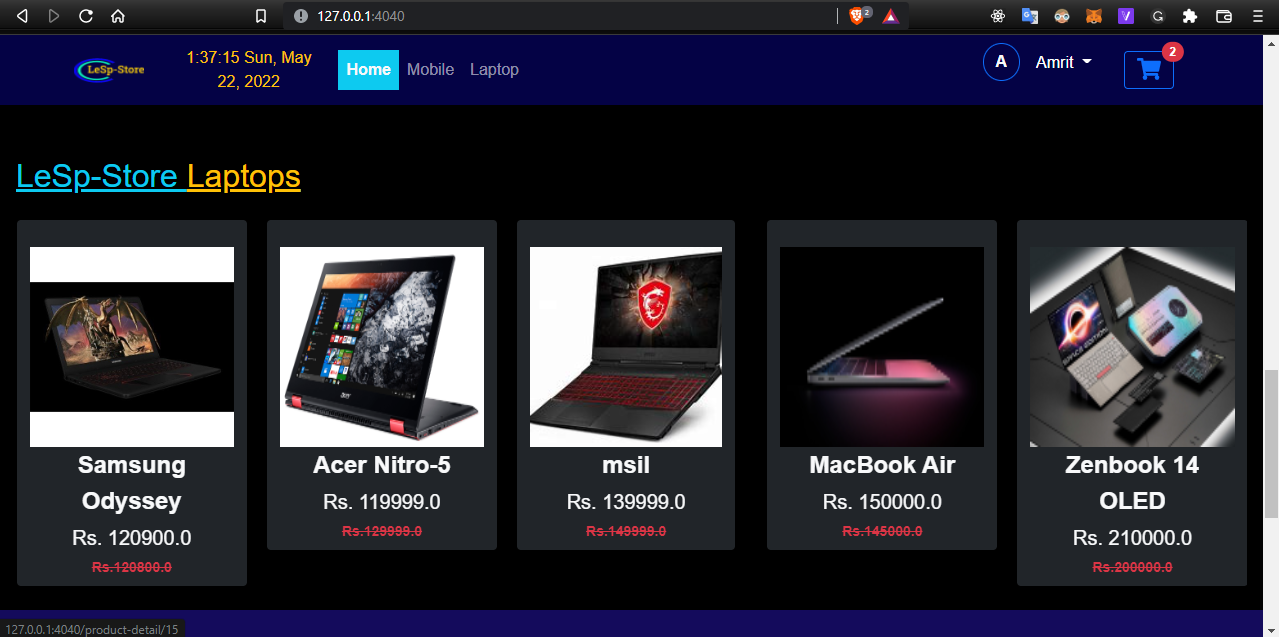 127.0.0.1:4040
2
LeSp-Store
1:37:15 Sun, May
22, 2022
Home
Mobile
Laptop
A
Amrit
2
LeSp-Store Laptops
SPACE EDITION
acer
Samsung
Odyssey
Rs. 120900.0
Rs.120800.0
Acer Nitro-5
Rs. 119999.0
Rs.129999.0
msil
Rs. 139999.0
Rs.149999.0
MacBook Air
Rs. 150000.0
Rs.145000.0
Zenbook 14
OLED
Rs. 210000.0
Rs.200000.0
127.0.0.1:4040/product-detail/15